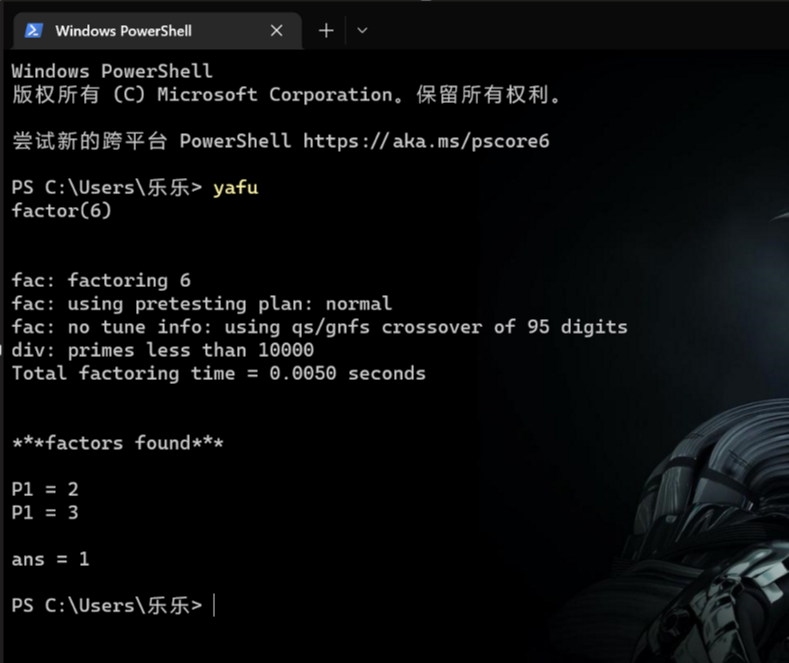 Windows PowerShell
Windows PowerShell
版权所有 (C) Microsoft Corporation。保留所有权利。
尝试新的跨平台 PowerShell https://aka.ms/pscore6
PS C:\Users\乐乐> yafu
factor(6)
fac: factoring 6
fac: using pretesting plan: normal
fac: no tune info: using qs/gnfs crossover of 95 digits
div: primes less than 10000
Total factoring time = 0.0050 seconds
***factors found***
P1 = 2
P1 = 3
ans = 1
PS C:\Users\乐乐>